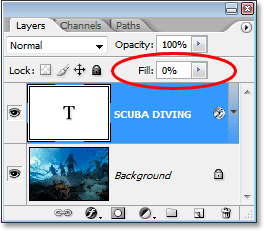 Layers Channels Paths
Normal Opacity: 100%
Lock: Fill: 0%
T SCUBA DIVING
Background